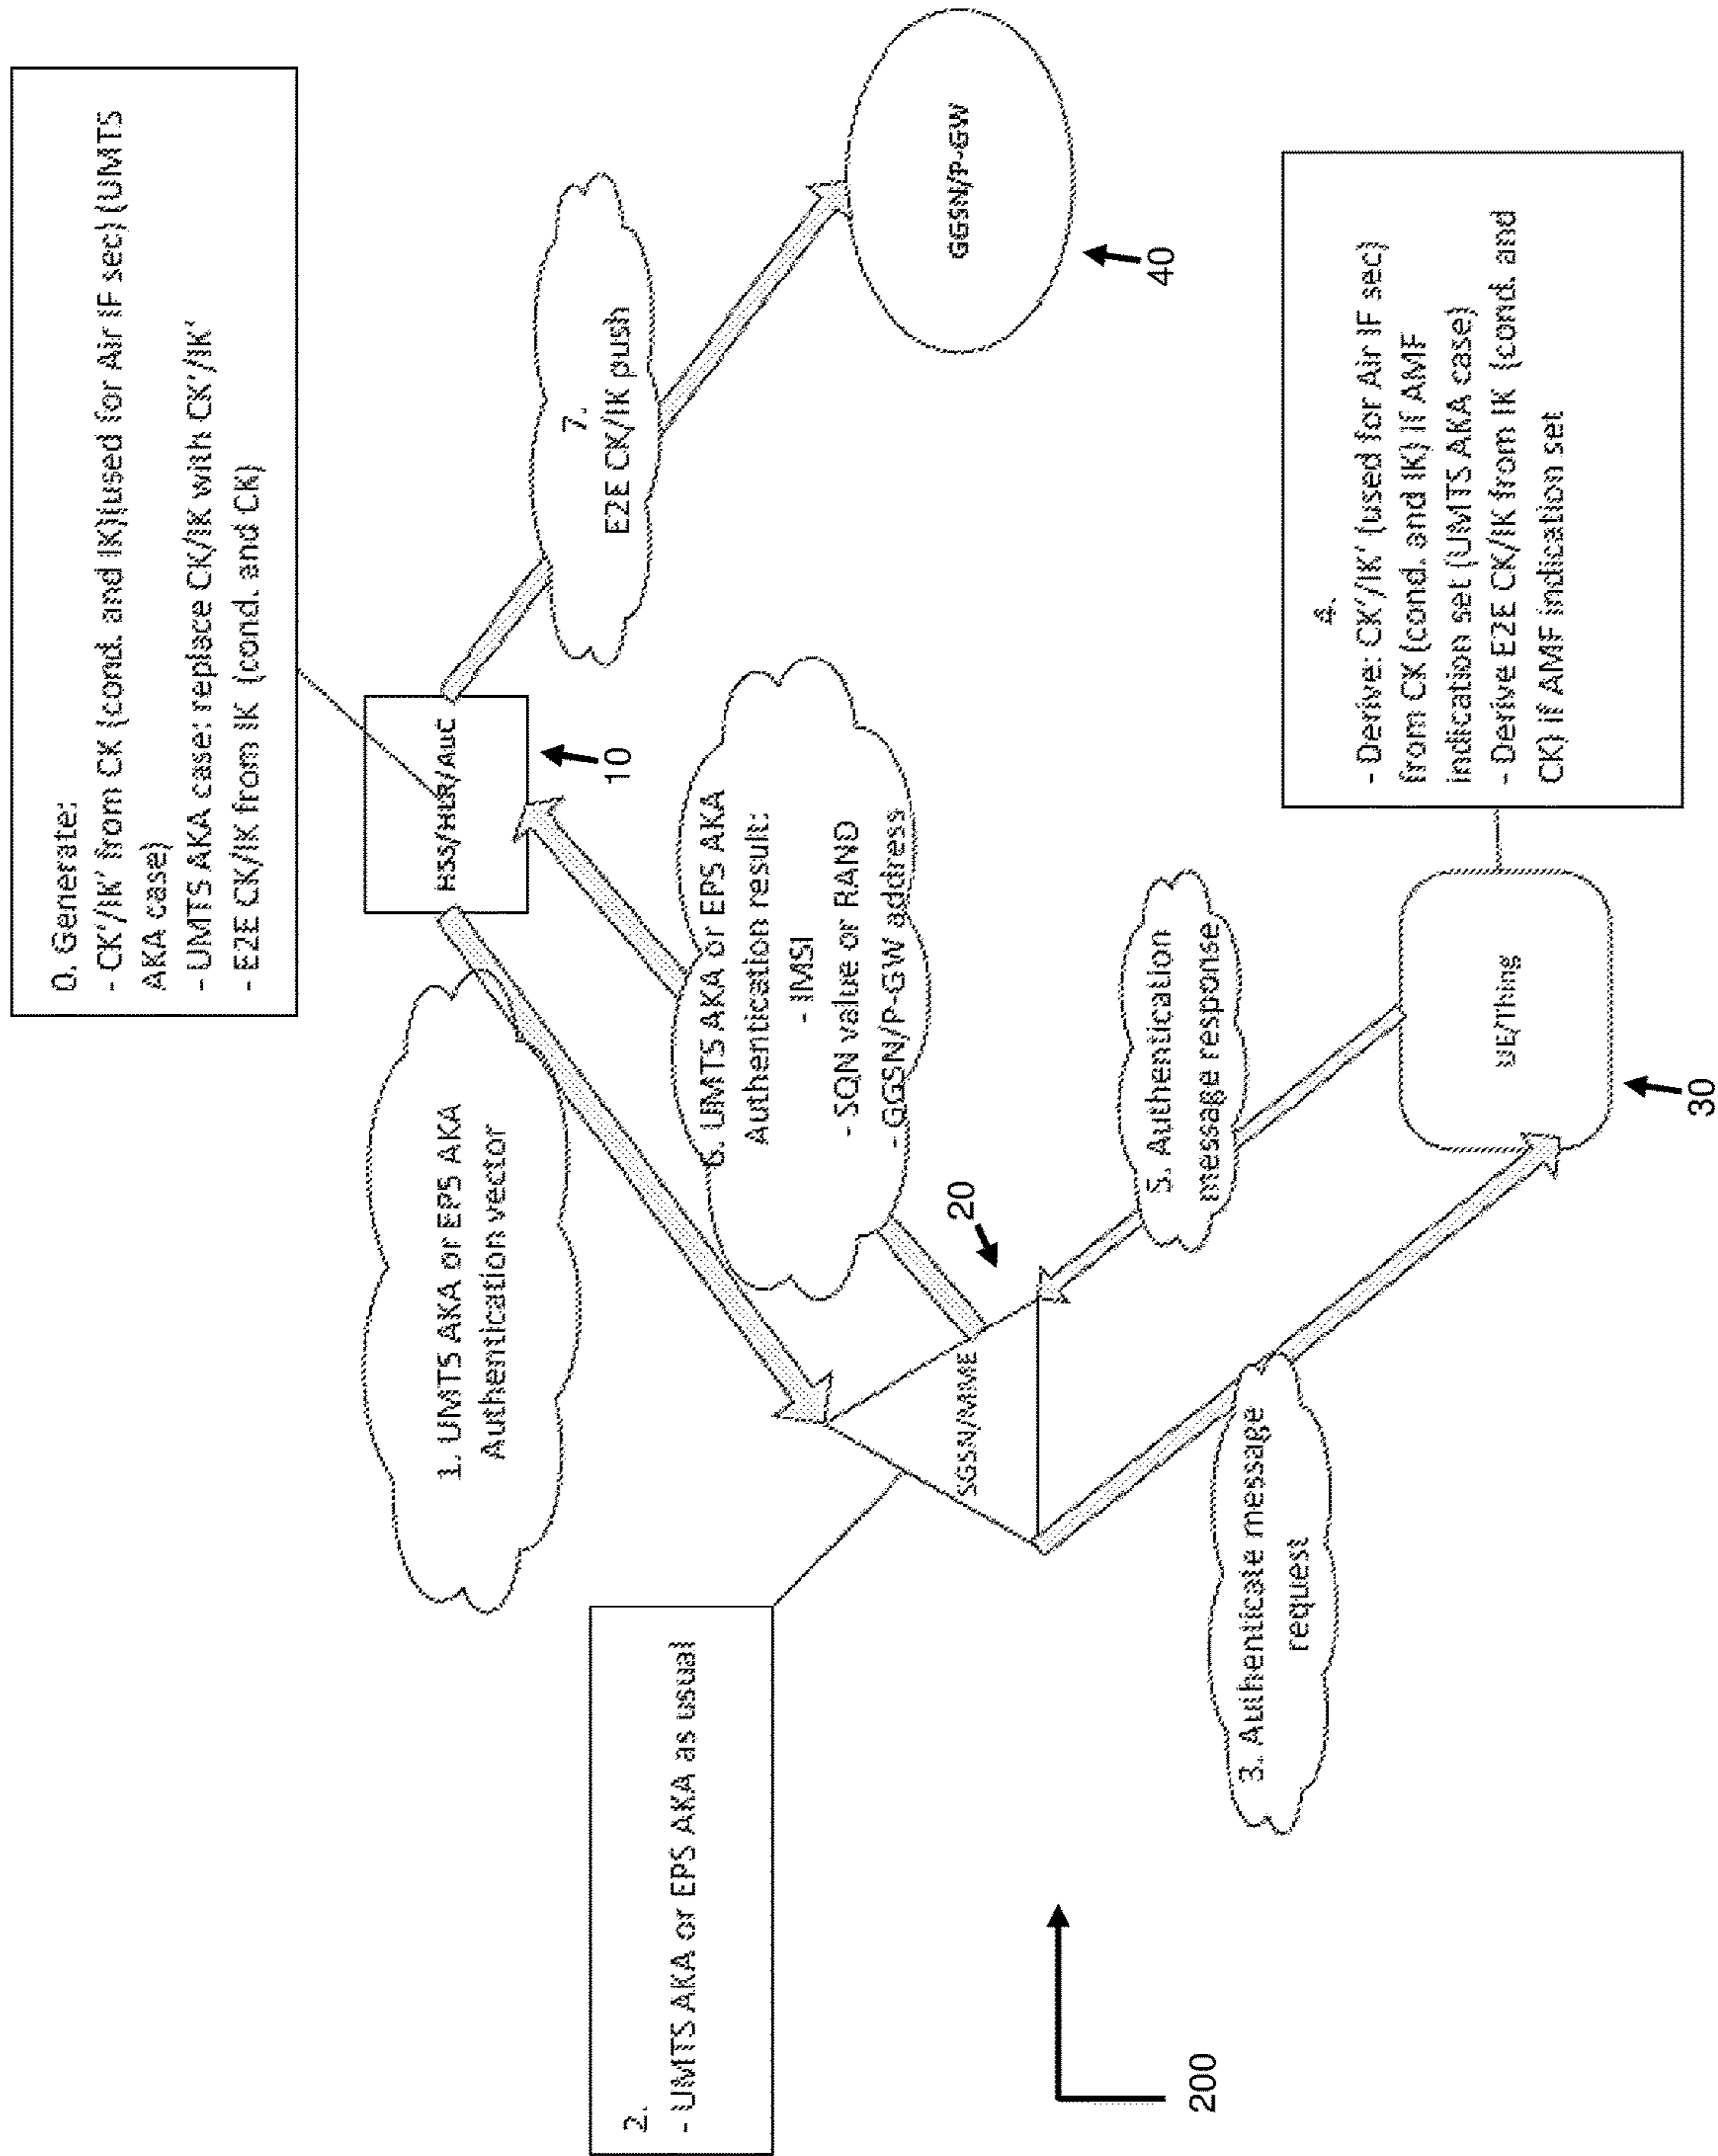 0. Generate:
- CK'/IK' from CK (cond. and IK)(used for Air IF sec) (UMTS
AKA case)
- UMTS AKA case: replace CK/IK with CK'/IK'
- E2E CK/IK from IK (cond. and CK)
HSS/HLR/AuC
10
1. UMTS AKA or EPS AKA
Authentication vector
2.
- UMTS AKA or EPS AKA as usual
SGSN/MME
20
3. Authenticate message
request
4.
- Derive: CK'/IK' (used for Air IF sec)
from CK (cond. and IK) if AMF
indication set (UMTS AKA case)
- Derive E2E CK/IK from IK (cond. and
CK) if AMF indication set
UE/Thing
30
5. Authentication
message response
6. UMTS AKA or EPS AKA
Authentication result:
- IMSI
- SQN value or RAND
- GGSN/P-GW address
7.
E2E CK/IK push
GGSN/P-GW
40
200